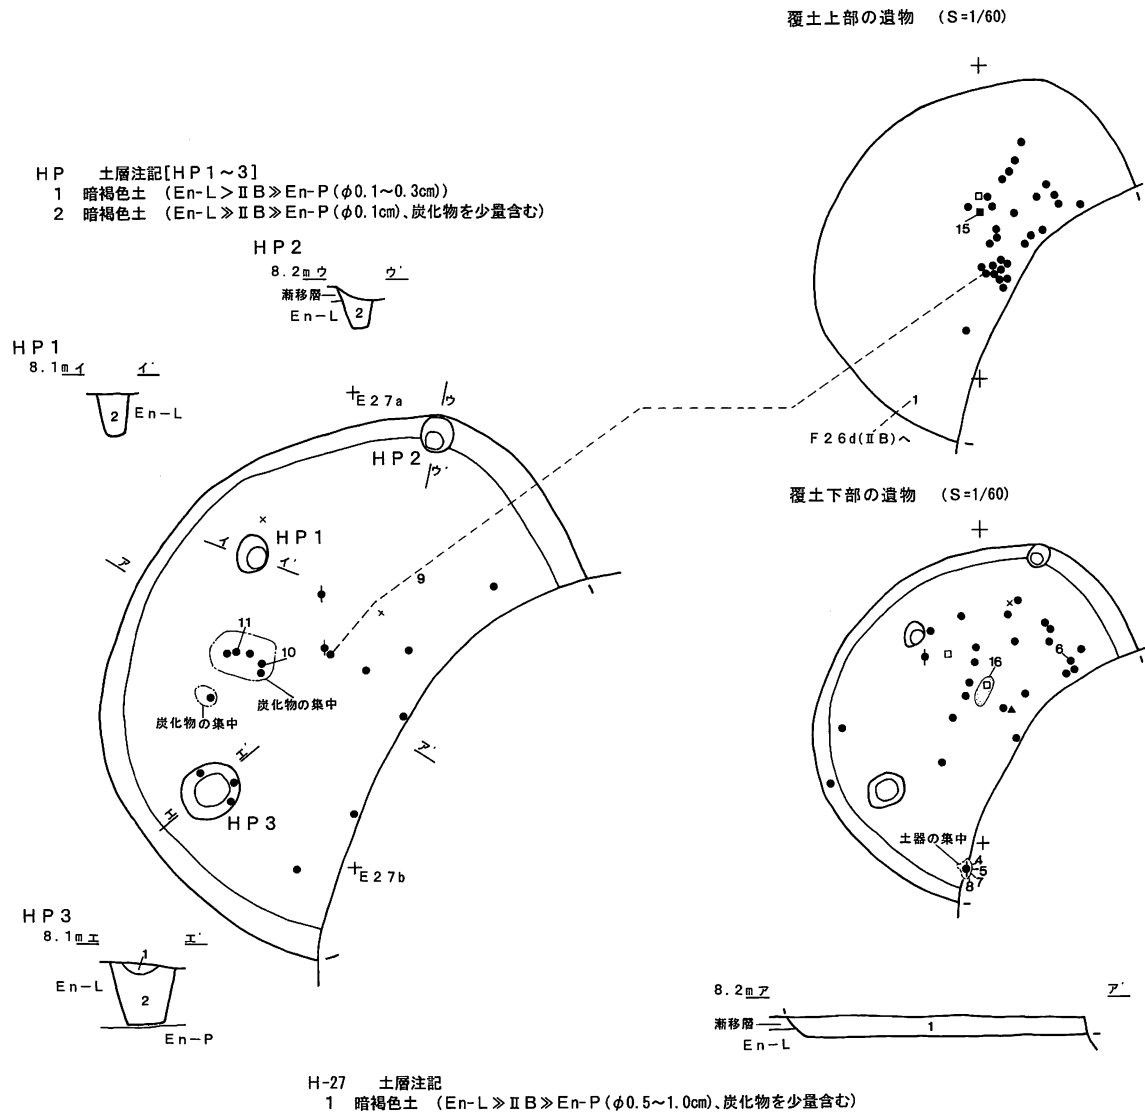 覆土上部の遺物 (S=1/60)
HP 土層注記[HP1~3]
1 暗褐色土 (En-L>ⅡB≫En-P(φ0.1~0.3cm))
2 暗褐色土 (En-L≫ⅡB≫En-P(φ0.1cm)、炭化物を少量含む)
15
1
F26d(ⅡB)へ
HP2
8.2mウ ウ′
漸移層
En-L
2
HP1
8.1mイ イ′
2
En-L
E27a
ウ
HP2
ウ′
HP1
イ
イ′
ア
9
11
10
炭化物の集中
炭化物の集中
ア′
エ′
エ
HP3
E27b
覆土下部の遺物 (S=1/60)
6
16
土器の集中
4
5
7
8
HP3
8.1mエ エ′
1
En-L
2
En-P
8.2mア ア′
漸移層
1
En-L
H-27 土層注記
1 暗褐色土 (En-L≫ⅡB≫En-P(φ0.5~1.0cm)、炭化物を少量含む)